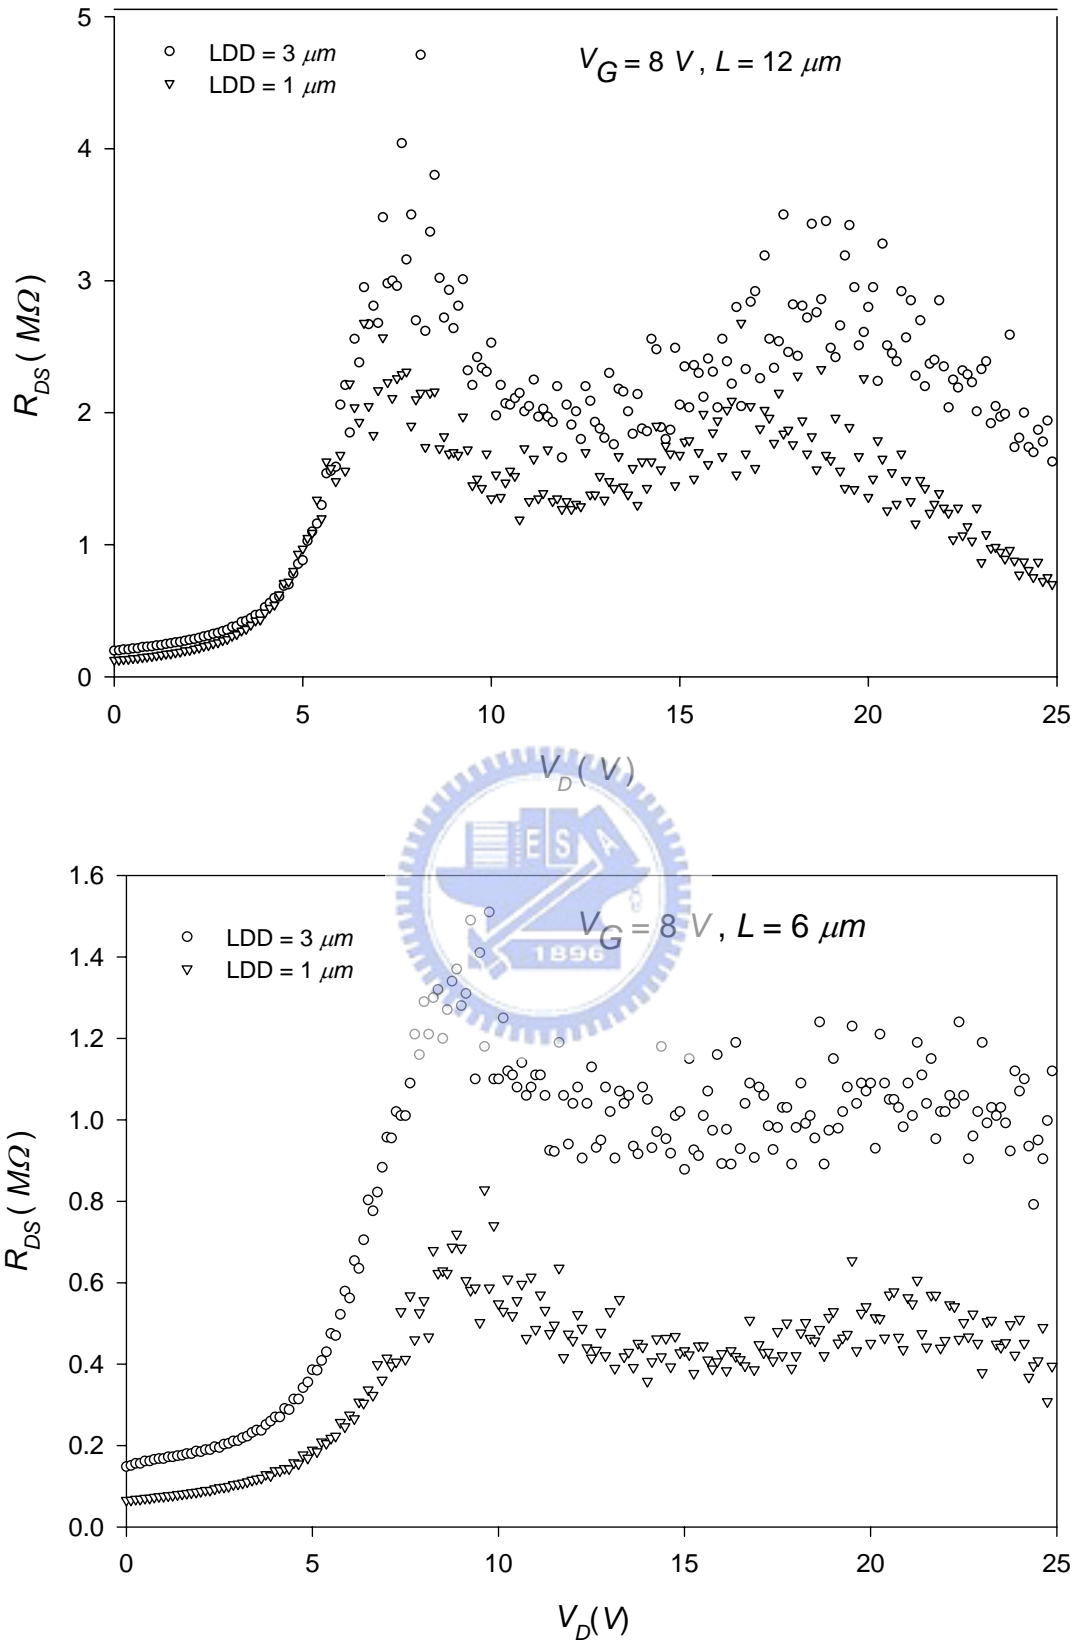 5
LDD = 3 μm
LDD = 1 μm
V_G = 8 V , L = 12 μm
4
3
R_DS ( MΩ )
2
1
0
0 5 10 15 20 25
V_D ( V )
E S A
1896
1.6
LDD = 3 μm
LDD = 1 μm
V_G = 8 V , L = 6 μm
1.4
1.2
1.0
R_DS ( MΩ )
0.8
0.6
0.4
0.2
0.0
0 5 10 15 20 25
V_D(V)